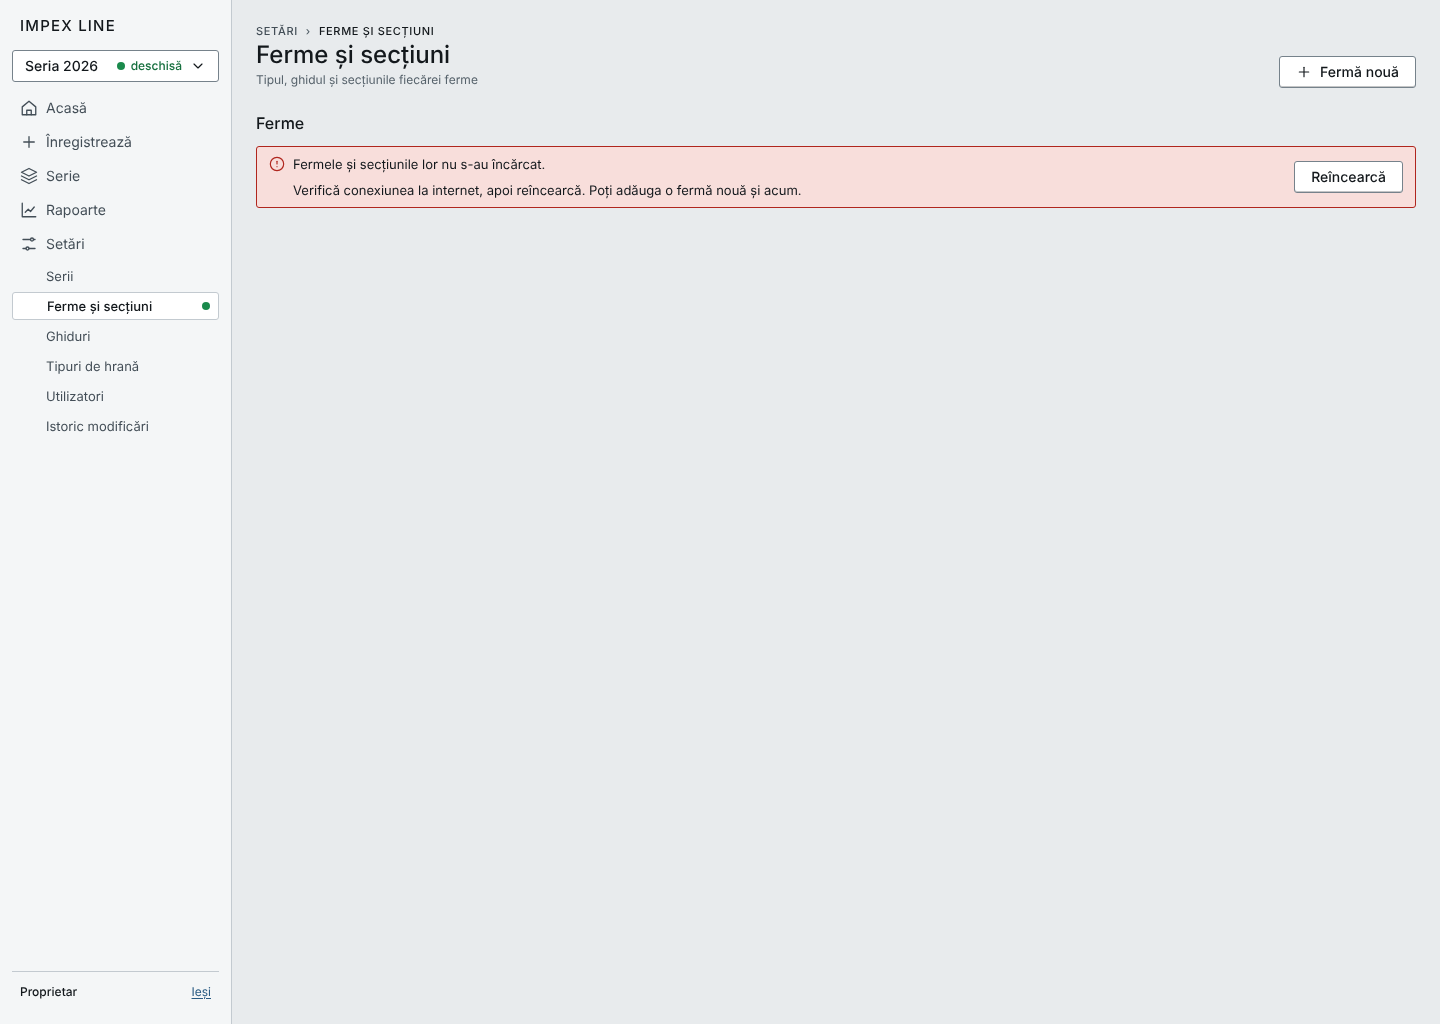 IMPEX LINE
Seria 2026 deschisă
Acasă
Înregistrează
Serie
Rapoarte
Setări
Serii
Ferme și secțiuni
Ghiduri
Tipuri de hrană
Utilizatori
Istoric modificări
Proprietar Ieși
SETĂRI › FERME ȘI SECȚIUNI
Ferme și secțiuni
Tipul, ghidul și secțiunile fiecărei ferme
Fermă nouă
Ferme
Fermele și secțiunile lor nu s-au încărcat.
Verifică conexiunea la internet, apoi reîncearcă. Poți adăuga o fermă nouă și acum.
Reîncearcă